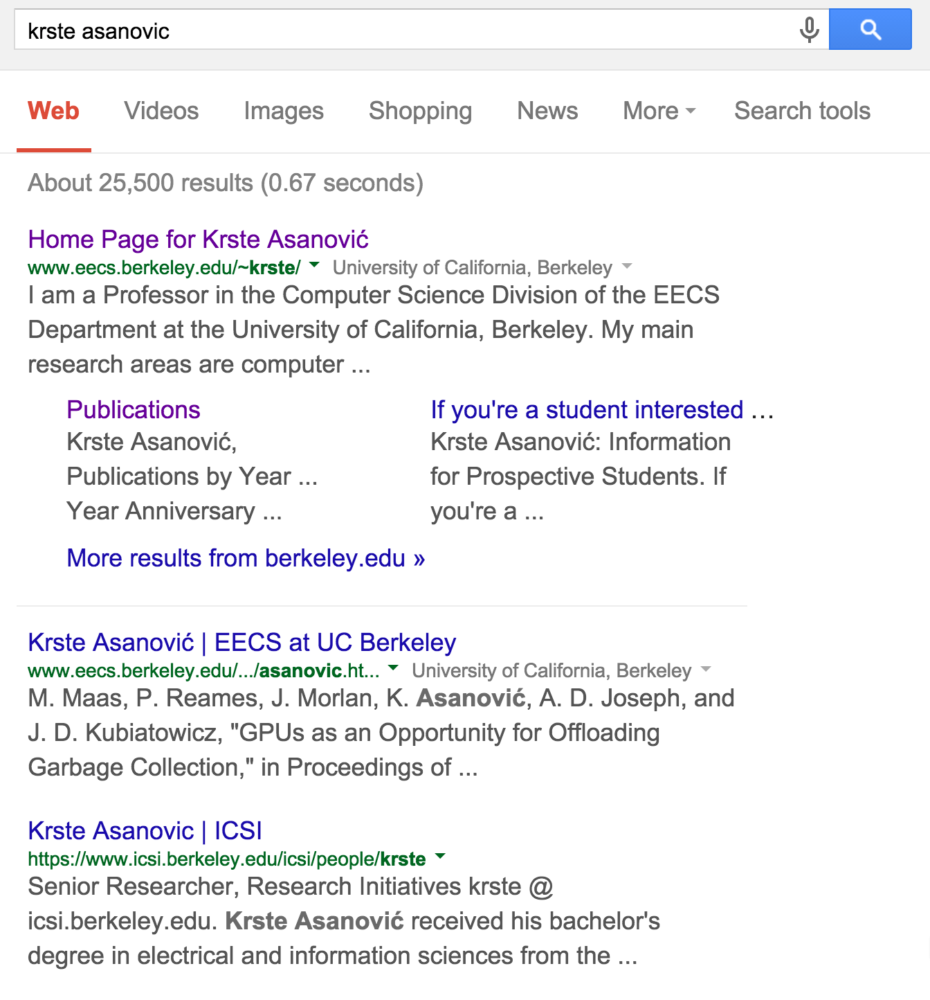 krste asanovic
Web Videos Images Shopping News More Search tools
About 25,500 results (0.67 seconds)
Home Page for Krste Asanović
www.eecs.berkeley.edu/~krste/ University of California, Berkeley
I am a Professor in the Computer Science Division of the EECS
Department at the University of California, Berkeley. My main
research areas are computer ...
Publications
Krste Asanović,
Publications by Year ...
Year Anniversary ...
If you're a student interested ...
Krste Asanović: Information
for Prospective Students. If
you're a ...
More results from berkeley.edu »
Krste Asanović | EECS at UC Berkeley
www.eecs.berkeley.edu/.../asanovic.ht... University of California, Berkeley
M. Maas, P. Reames, J. Morlan, K. Asanović, A. D. Joseph, and
J. D. Kubiatowicz, "GPUs as an Opportunity for Offloading
Garbage Collection," in Proceedings of ...
Krste Asanovic | ICSI
https://www.icsi.berkeley.edu/icsi/people/krste
Senior Researcher, Research Initiatives krste @
icsi.berkeley.edu. Krste Asanović received his bachelor's
degree in electrical and information sciences from the ...